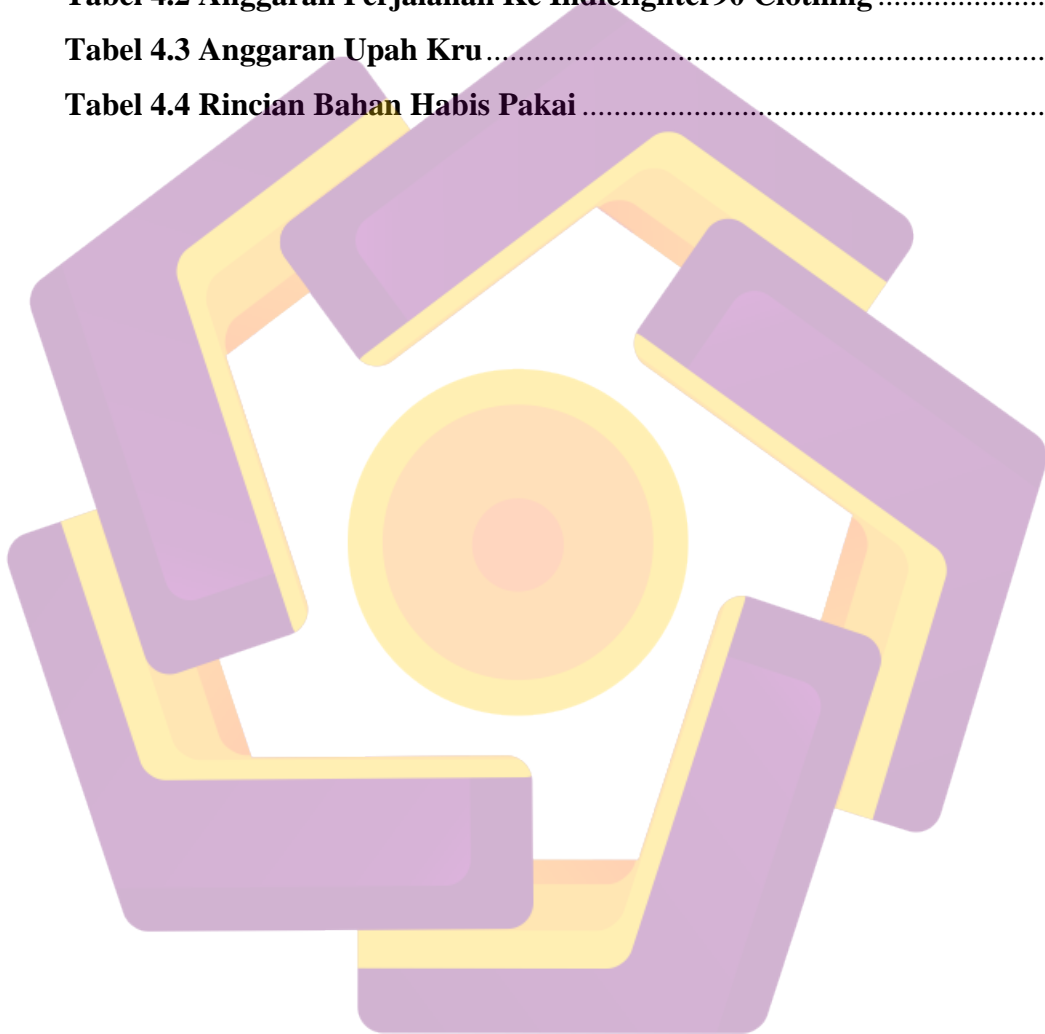 Tabel 4.2 Anggaran Perjalanan Ke Indiefighter90 Clothing
Tabel 4.3 Anggaran Upah Kru
Tabel 4.4 Rincian Bahan Habis Pakai